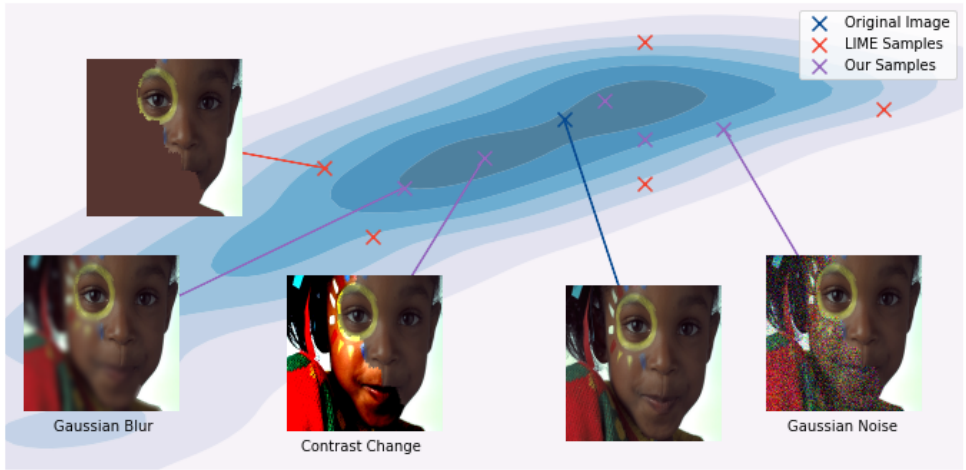 Original Image
LIME Samples
Our Samples
Gaussian Blur
Contrast Change
Gaussian Noise